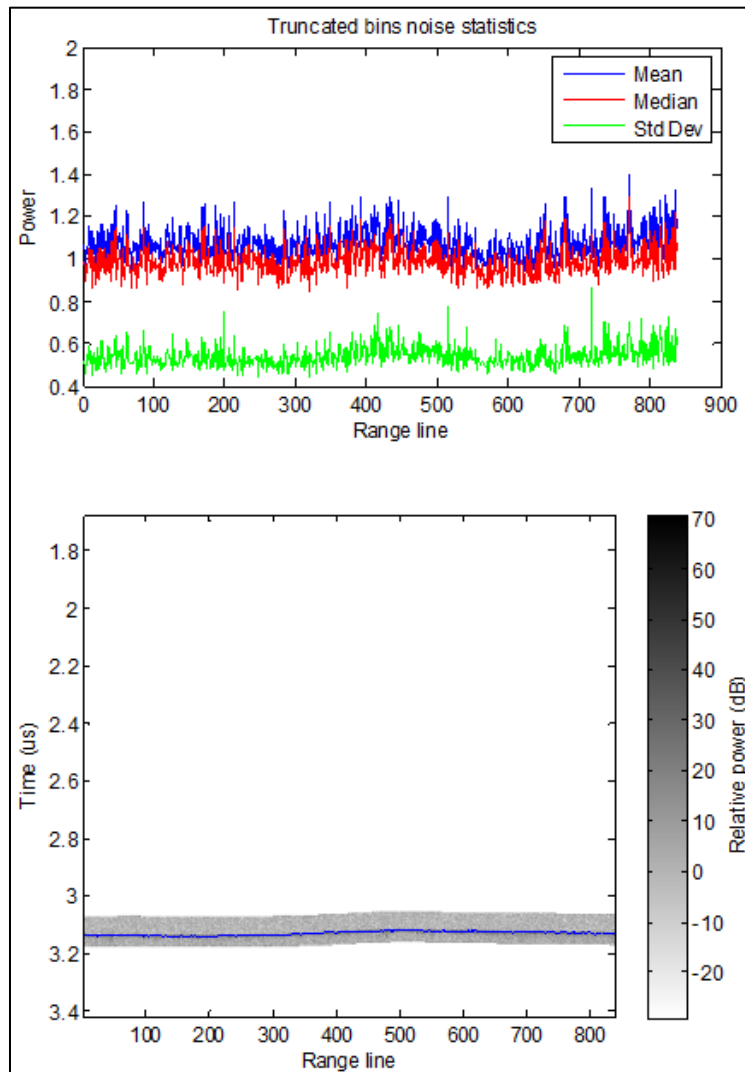 Truncated bins noise statistics
2
1.8
1.6
1.4
1.2
1
0.8
0.6
0.4
Power
Mean
Median
Std Dev
0 100 200 300 400 500 600 700 800 900
Range line
1.8
2
2.2
2.4
2.6
2.8
3
3.2
3.4
Time (us)
100 200 300 400 500 600 700 800
Range line
70
60
50
40
30
20
10
0
-10
-20
Relative power (dB)